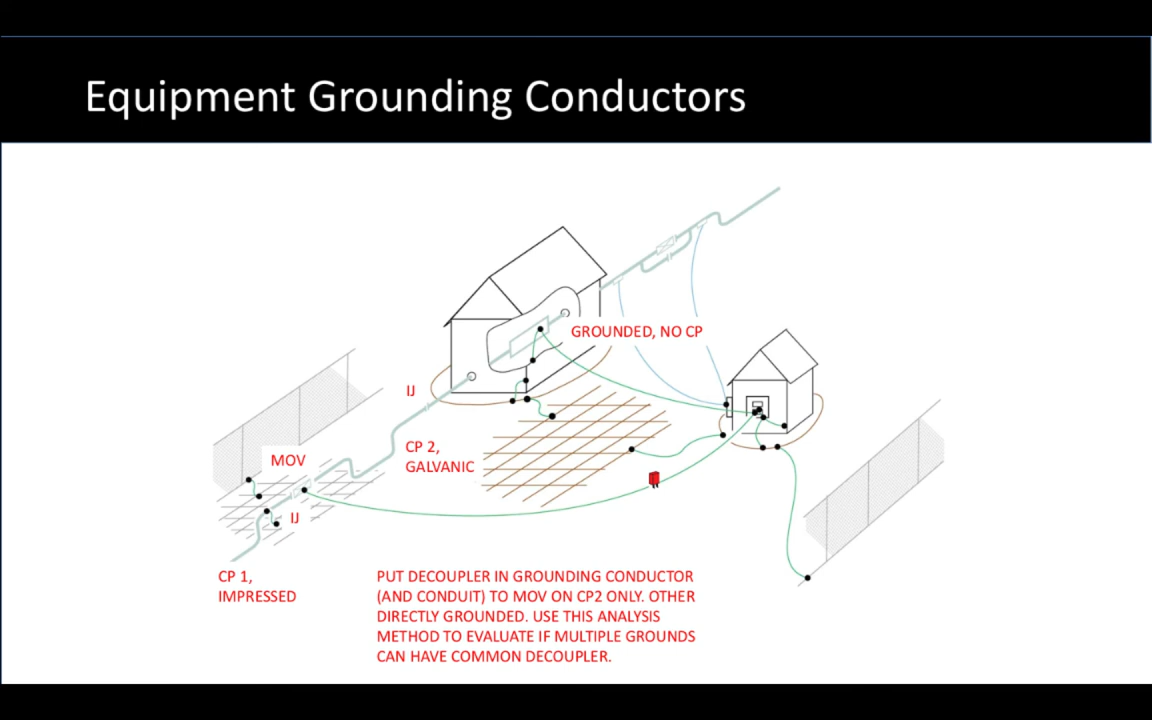 Equipment Grounding Conductors
GROUNDED, NO CP
IJ
CP 2,
GALVANIC
MOV
IJ
CP 1,
IMPRESSED
PUT DECOUPLER IN GROUNDING CONDUCTOR
(AND CONDUIT) TO MOV ON CP2 ONLY. OTHER
DIRECTLY GROUNDED. USE THIS ANALYSIS
METHOD TO EVALUATE IF MULTIPLE GROUNDS
CAN HAVE COMMON DECOUPLER.